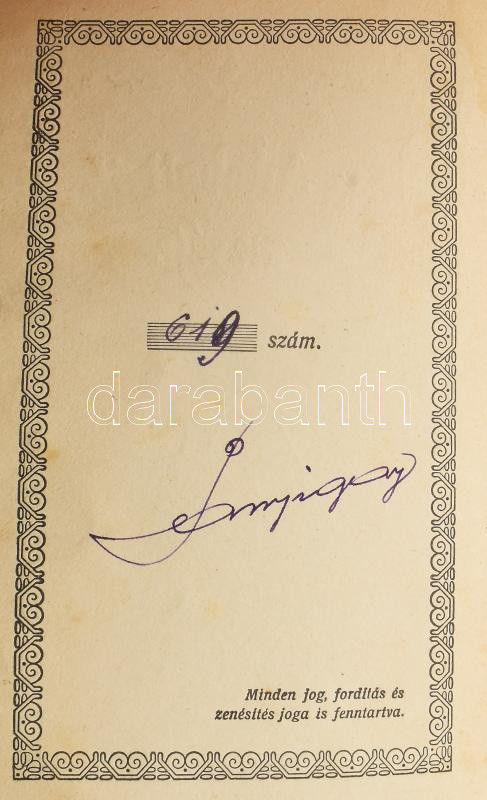 619 szám.
darabanth
Minden jog, fordítás és
zenésítés joga is fenntartva.